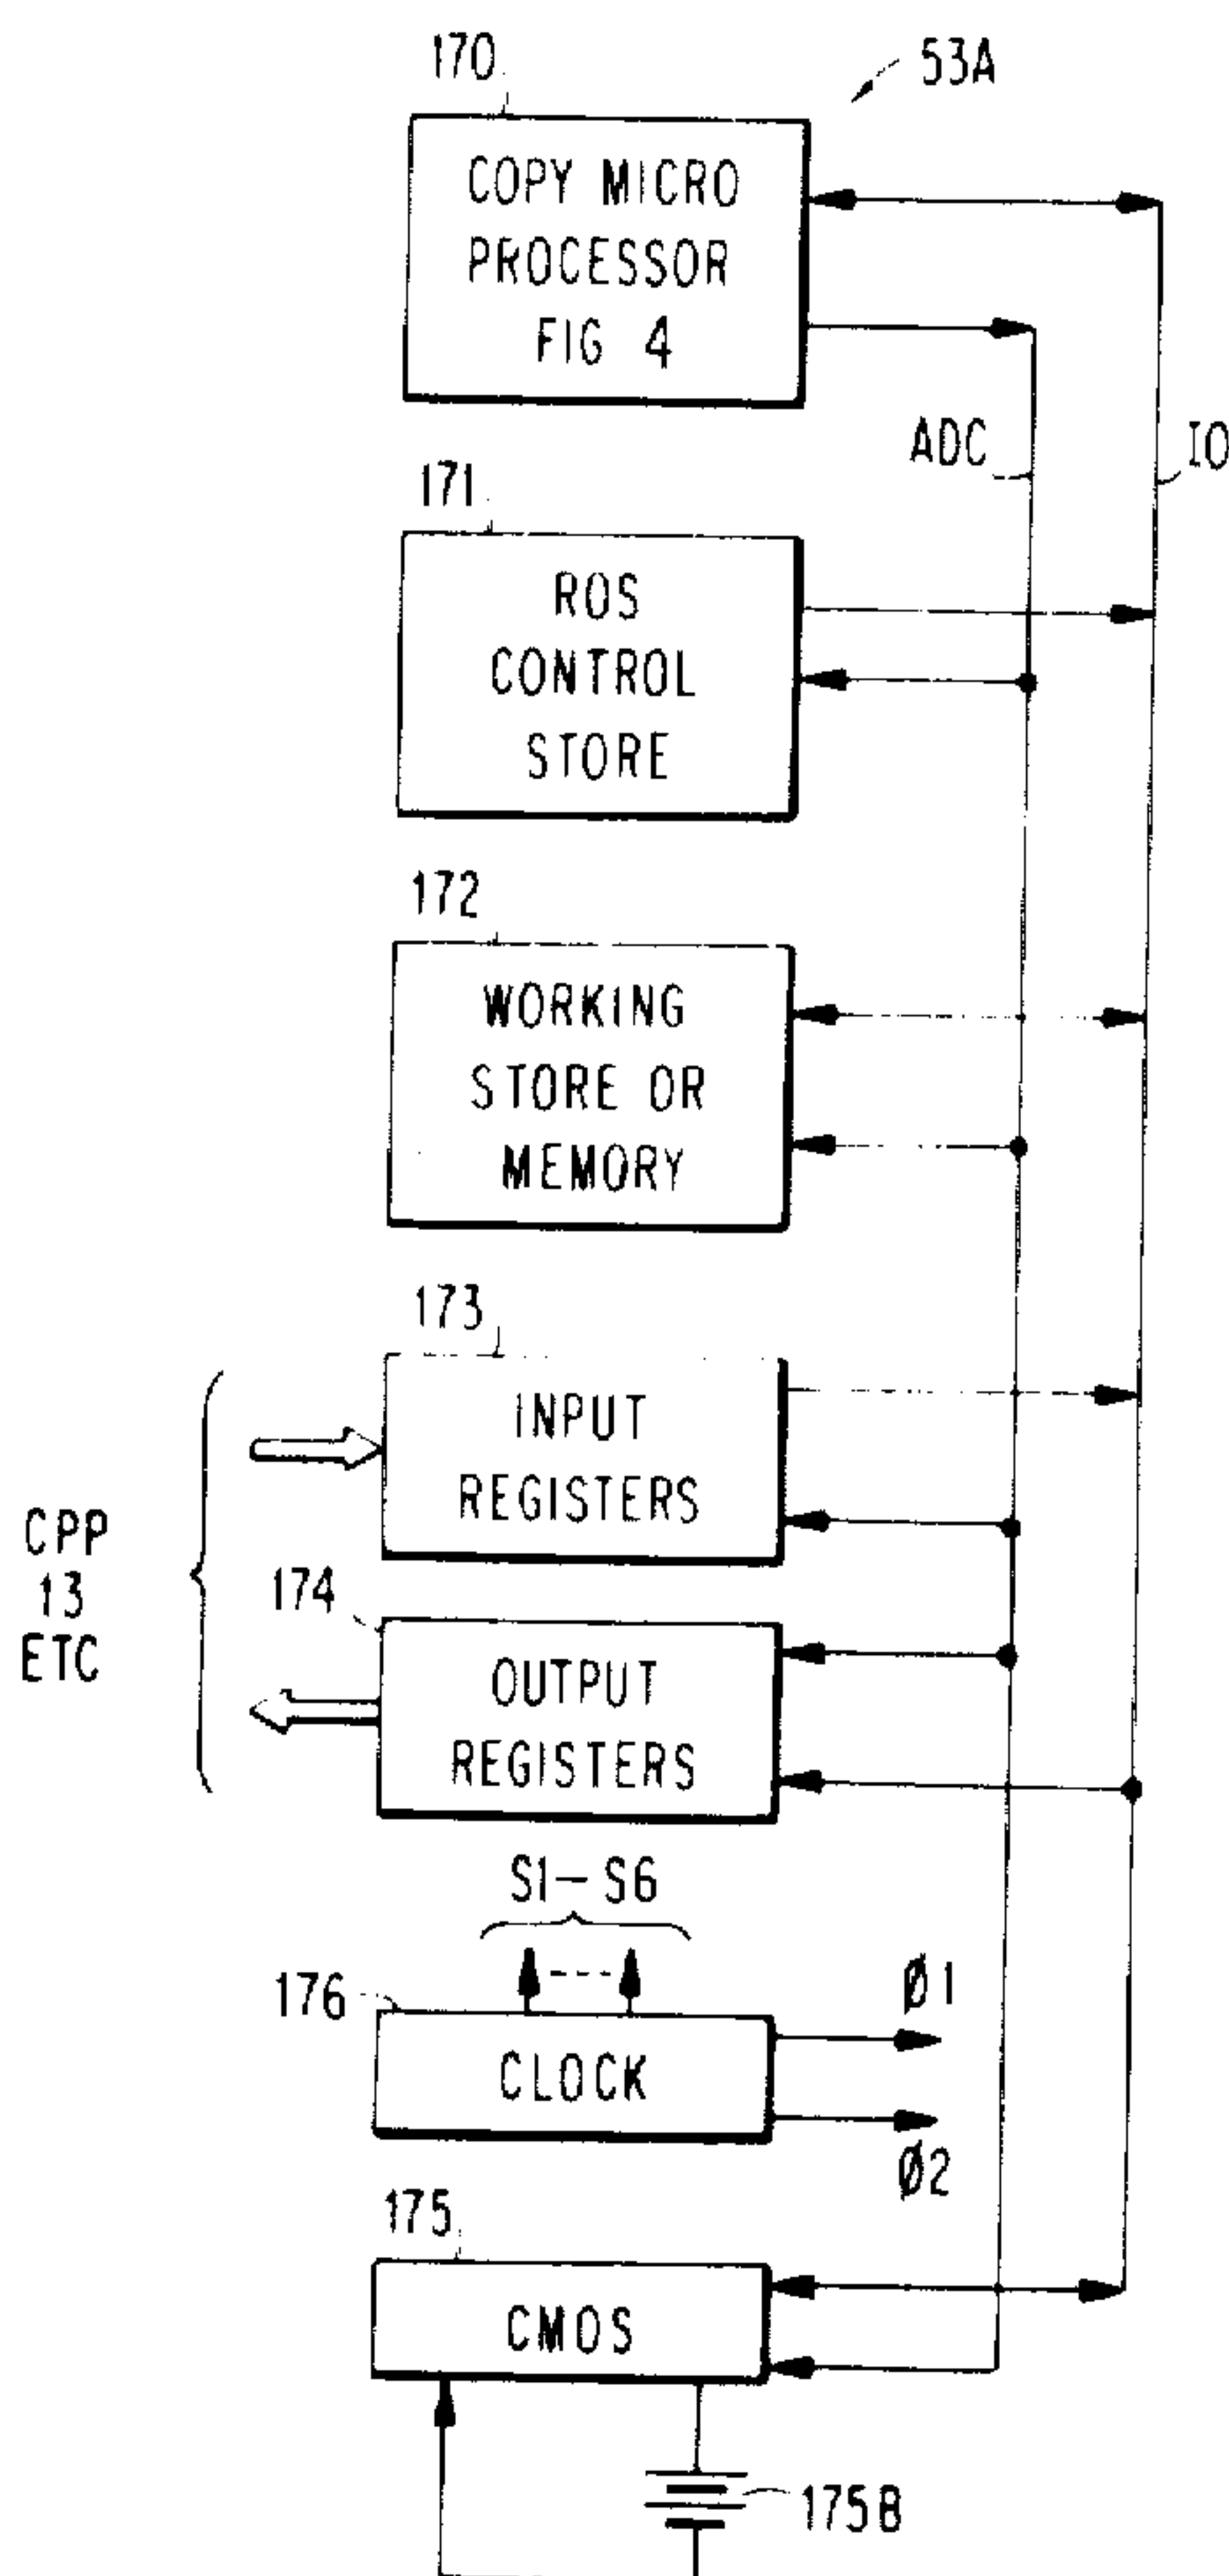 170
53A
COPY MICRO
PROCESSOR
FIG 4
ADC
IO
171
ROS
CONTROL
STORE
172
WORKING
STORE OR
MEMORY
173
INPUT
REGISTERS
CPP
13
ETC
174
OUTPUT
REGISTERS
S1-S6
176
CLOCK
Ø1
Ø2
175
CMOS
175B